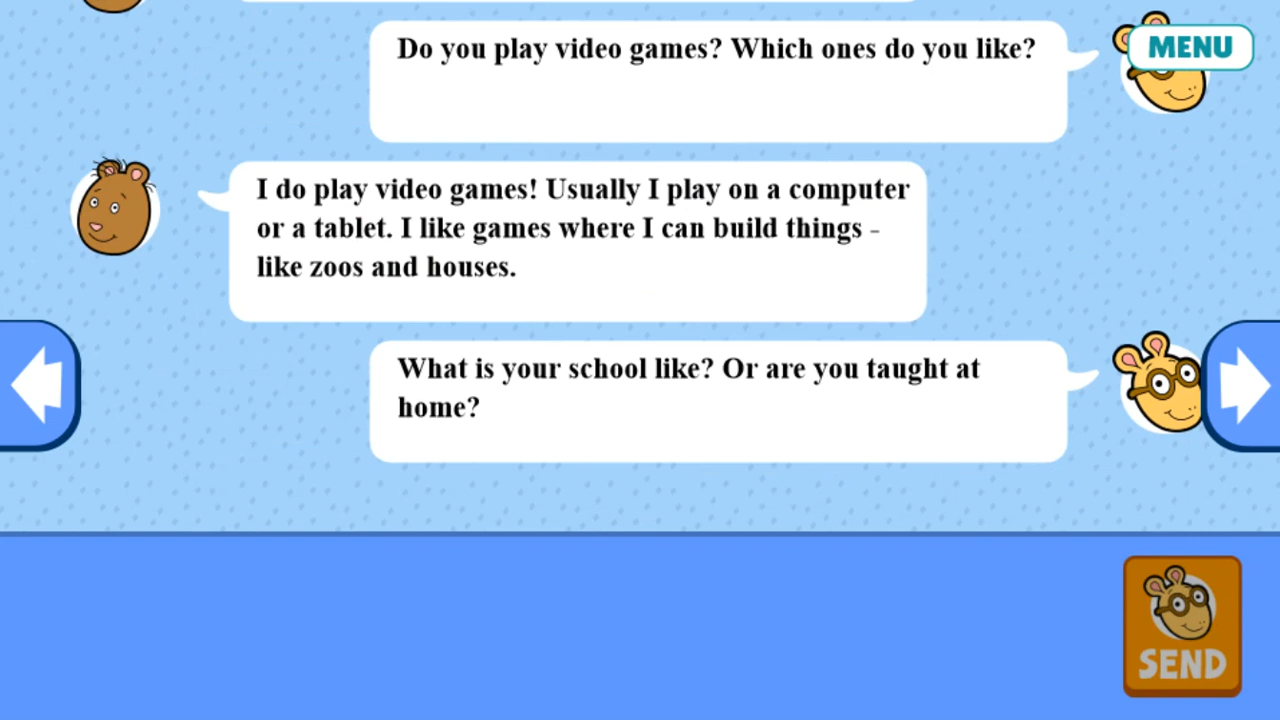 Do you play video games? Which ones do you like?
MENU
I do play video games! Usually I play on a computer
or a tablet. I like games where I can build things -
like zoos and houses.
What is your school like? Or are you taught at
home?
SEND